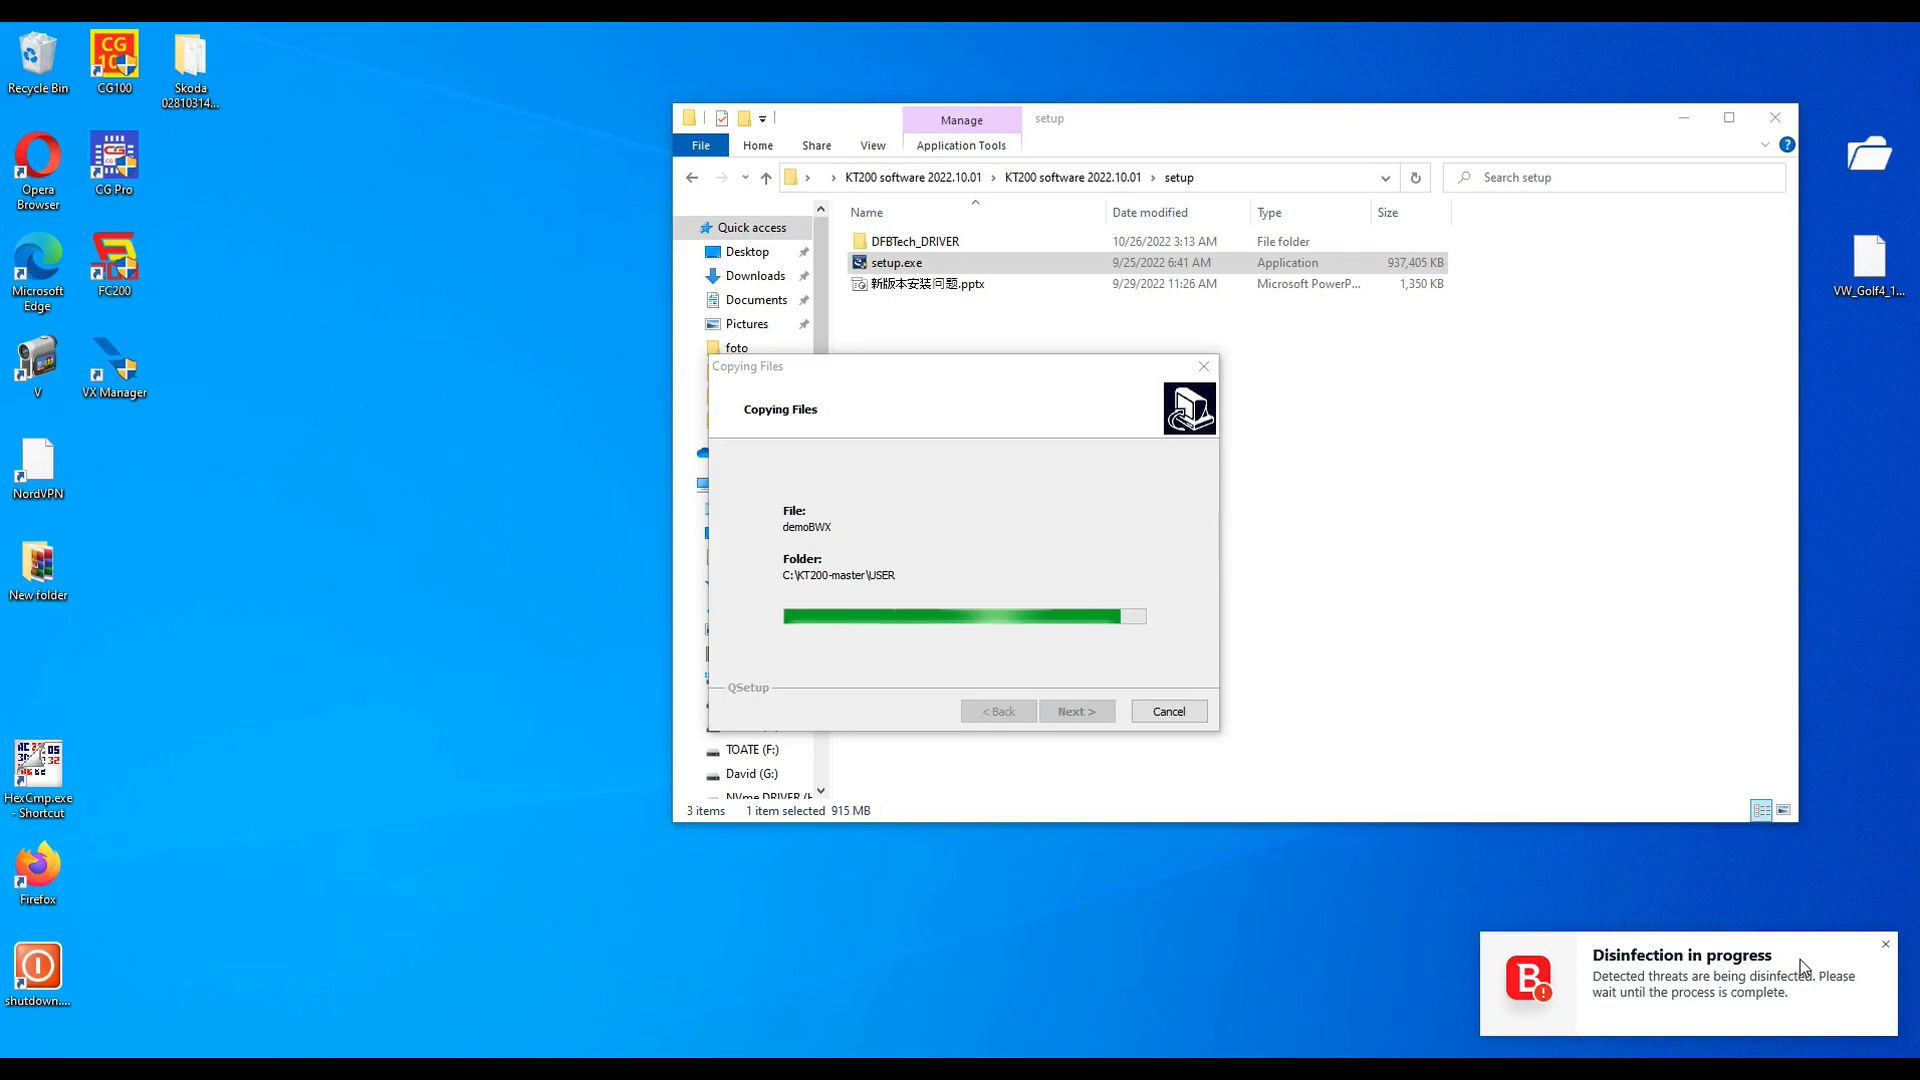 Recycle Bin
CG100
Skoda
02810314...
Opera
Browser
CG Pro
Microsoft
Edge
FC200
V
VX Manager
NordVPN
New folder
HexCmp.exe
- Shortcut
Firefox
shutdown....
VW_Golf4_1...
Manage
setup
File
Home
Share
View
Application Tools
KT200 software 2022.10.01
KT200 software 2022.10.01
setup
Search setup
Name
Date modified
Type
Size
Quick access
Desktop
Downloads
Documents
Pictures
foto
DFBTech_DRIVER
10/26/2022 3:13 AM
File folder
setup.exe
9/25/2022 6:41 AM
Application
937,405 KB
新版本安装问题.pptx
9/29/2022 11:26 AM
Microsoft PowerP...
1,350 KB
Copying Files
Copying Files
File:
demoBWX
Folder:
C:\KT200-master\USER
QSetup
< Back
Next >
Cancel
TOATE (F:)
David (G:)
NVme DRIVER (H
3 items
1 item selected 915 MB
Disinfection in progress
Detected threats are being disinfected. Please
wait until the process is complete.